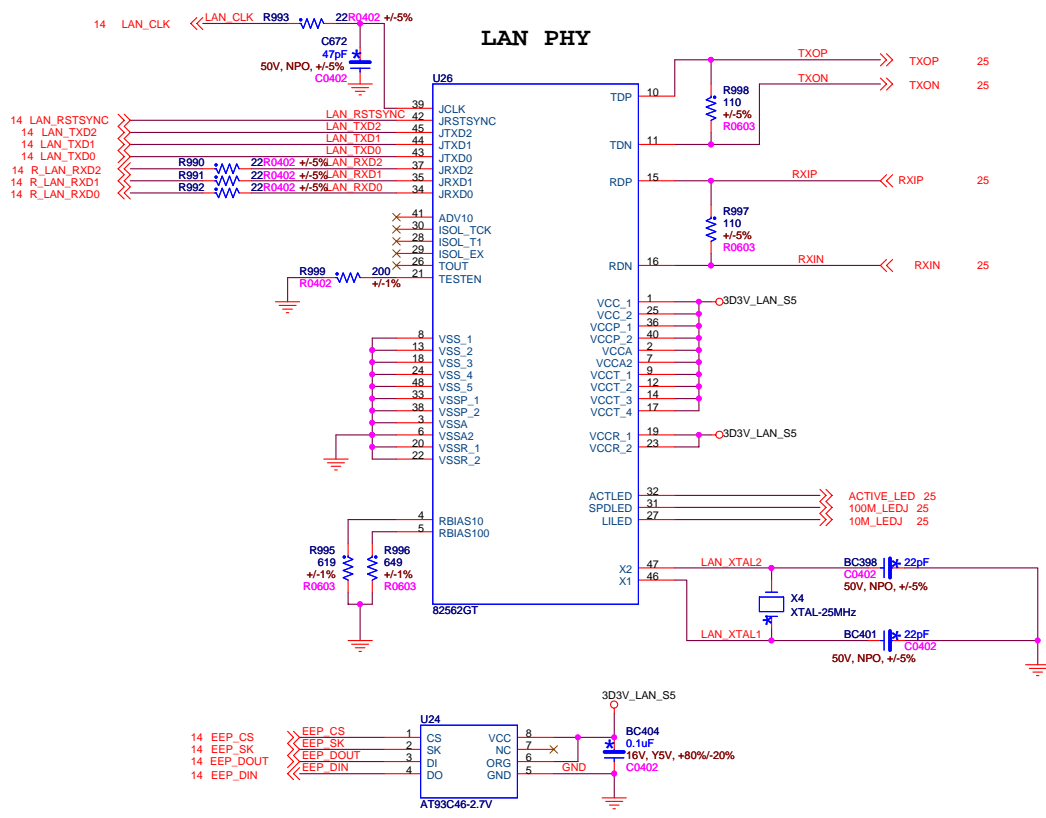 LAN PHY
14 LAN_CLK R993 22 R0402 +/-5%
C672
47pF
50V, NPO, +/-5%
C0402
U26
39 JCLK
14 LAN_RSTSYNC LAN_RSTSYNC 42 JRSTSYNC
14 LAN_TXD2 LAN_TXD2 45 JTXD2
14 LAN_TXD1 LAN_TXD1 44 JTXD1
14 LAN_TXD0 LAN_TXD0 43 JTXD0
14 R_LAN_RXD2 R990 22 R0402 +/-5% LAN_RXD2 37 JRXD2
14 R_LAN_RXD1 R991 22 R0402 +/-5% LAN_RXD1 35 JRXD1
14 R_LAN_RXD0 R992 22 R0402 +/-5% LAN_RXD0 34 JRXD0
41 ADV10
30 ISOL_TCK
28 ISOL_T1
29 ISOL_EX
26 TOUT
R999 200 21 TESTEN
R0402 +/-1%
8 VSS_1
13 VSS_2
18 VSS_3
24 VSS_4
48 VSS_5
33 VSSP_1
38 VSSP_2
3 VSSA
6 VSSA2
20 VSSR_1
22 VSSR_2
4 RBIAS10
5 RBIAS100
R995
619
+/-1%
R0603
R996
649
+/-1%
R0603
82562GT
TDP 10 TXOP TXOP 25
TXON TXON 25
R998
110
+/-5%
R0603
TDN 11
RDP 15 RXIP RXIP 25
R997
110
+/-5%
R0603
RDN 16 RXIN RXIN 25
VCC_1 1 3D3V_LAN_S5
VCC_2 25
VCCP_1 36
VCCP_2 40
VCCA 2
VCCA2 7
VCCT_1 9
VCCT_2 12
VCCT_3 14
VCCT_4 17
VCCR_1 19 3D3V_LAN_S5
VCCR_2 23
ACTLED 32 ACTIVE_LED 25
SPDLED 31 100M_LEDJ 25
LILED 27 10M_LEDJ 25
X2 47 LAN_XTAL2 BC398 22pF
C0402
50V, NPO, +/-5%
X1 46
X4
XTAL-25MHz
LAN_XTAL1 BC401 22pF
C0402
50V, NPO, +/-5%
3D3V_LAN_S5
U24
14 EEP_CS EEP_CS 1 CS VCC 8
14 EEP_SK EEP_SK 2 SK NC 7
14 EEP_DOUT EEP_DOUT 3 DI ORG 6
14 EEP_DIN EEP_DIN 4 DO GND 5 GND
AT93C46-2.7V
BC404
0.1uF
16V, Y5V, +80%/-20%
C0402